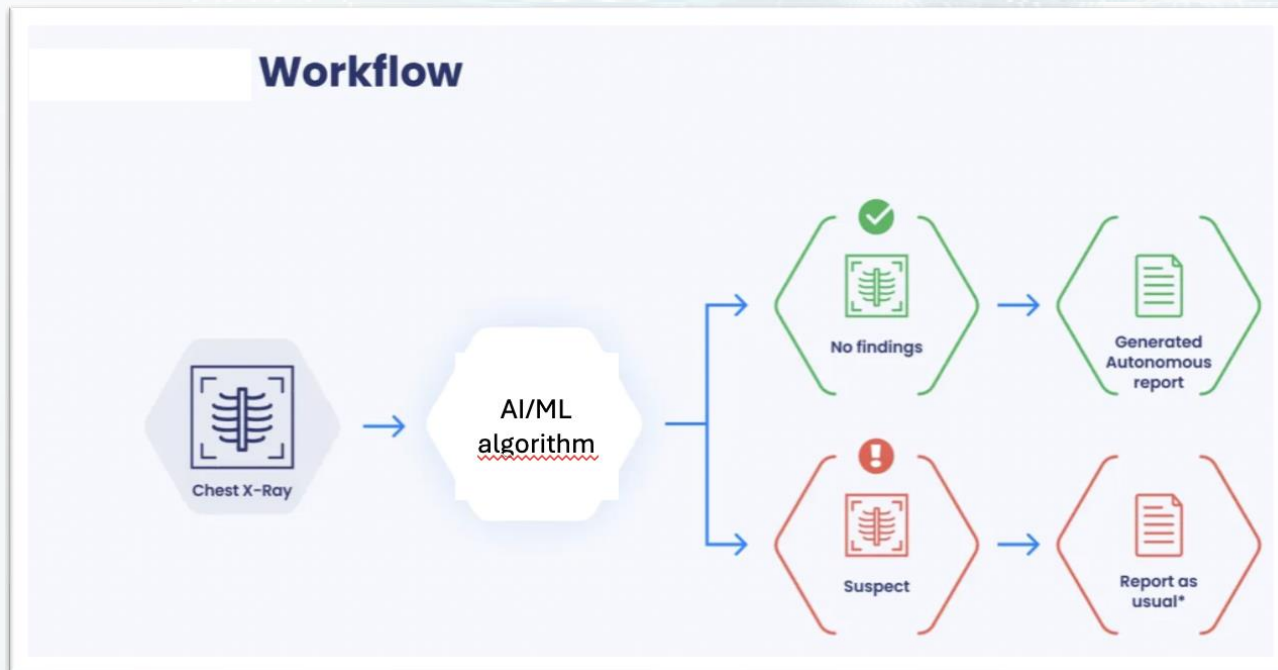 Workflow
Chest X-Ray
AI/ML
algorithm
No findings
Generated
Autonomous
report
Suspect
Report as
usual*